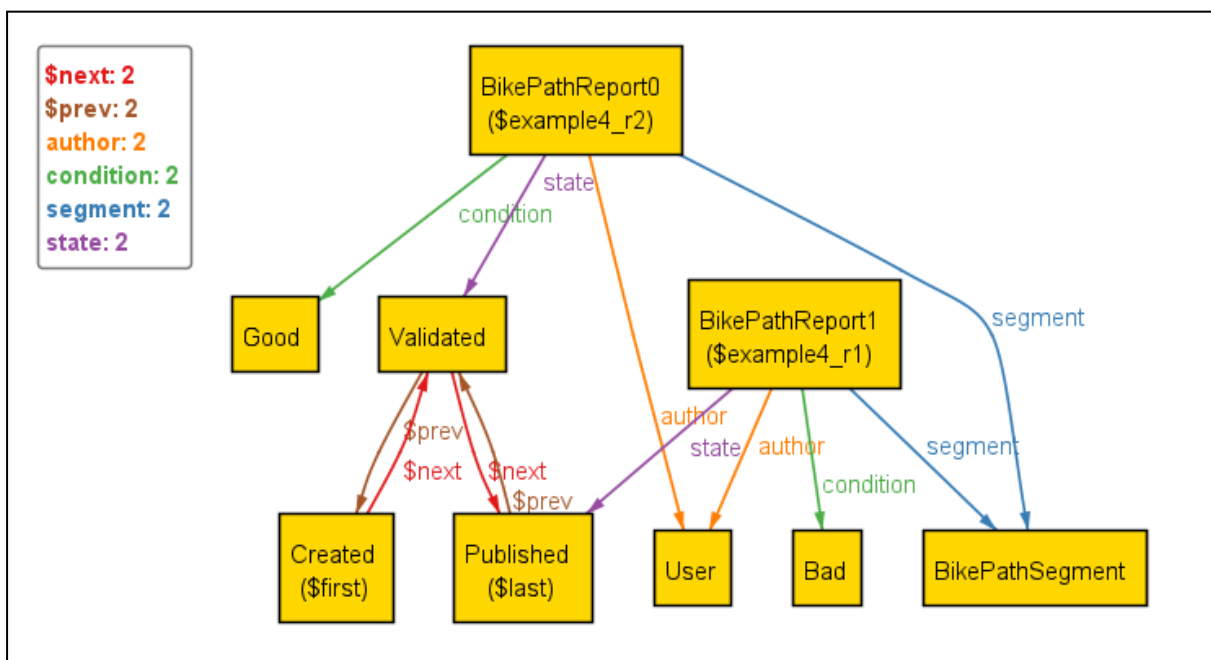 $next: 2
$prev: 2
author: 2
condition: 2
segment: 2
state: 2
BikePathReport0
($example4_r2)
state
condition
segment
Good
Validated
BikePathReport1
($example4_r1)
author
$prev
state
author
segment
$next
$next
condition
$prev
Created
($first)
Published
($last)
User
Bad
BikePathSegment